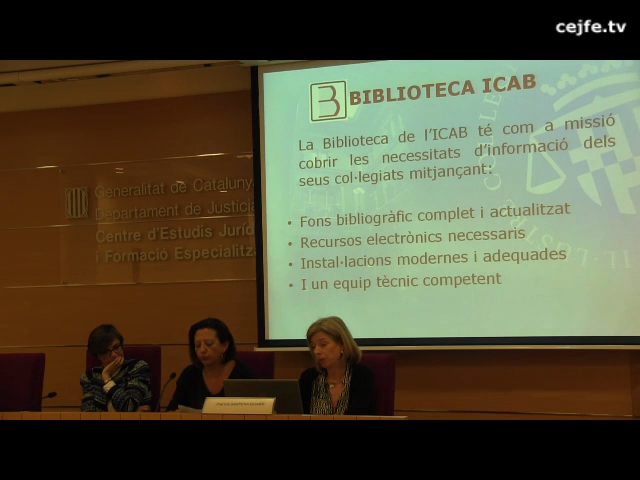 cejfe.tv
BIBLIOTECA ICAB
La Biblioteca de l'ICAB té com a missió
cobrir les necessitats d'informació dels
seus col·legiats mitjançant:
• Fons bibliogràfic complet i actualitzat
• Recursos electrònics necessaris
• Instal·lacions modernes i adequades
• I un equip tècnic competent
Generalitat de Catalunya
Departament de Justícia
Centre d'Estudis Juríd
i Formació Especialitza